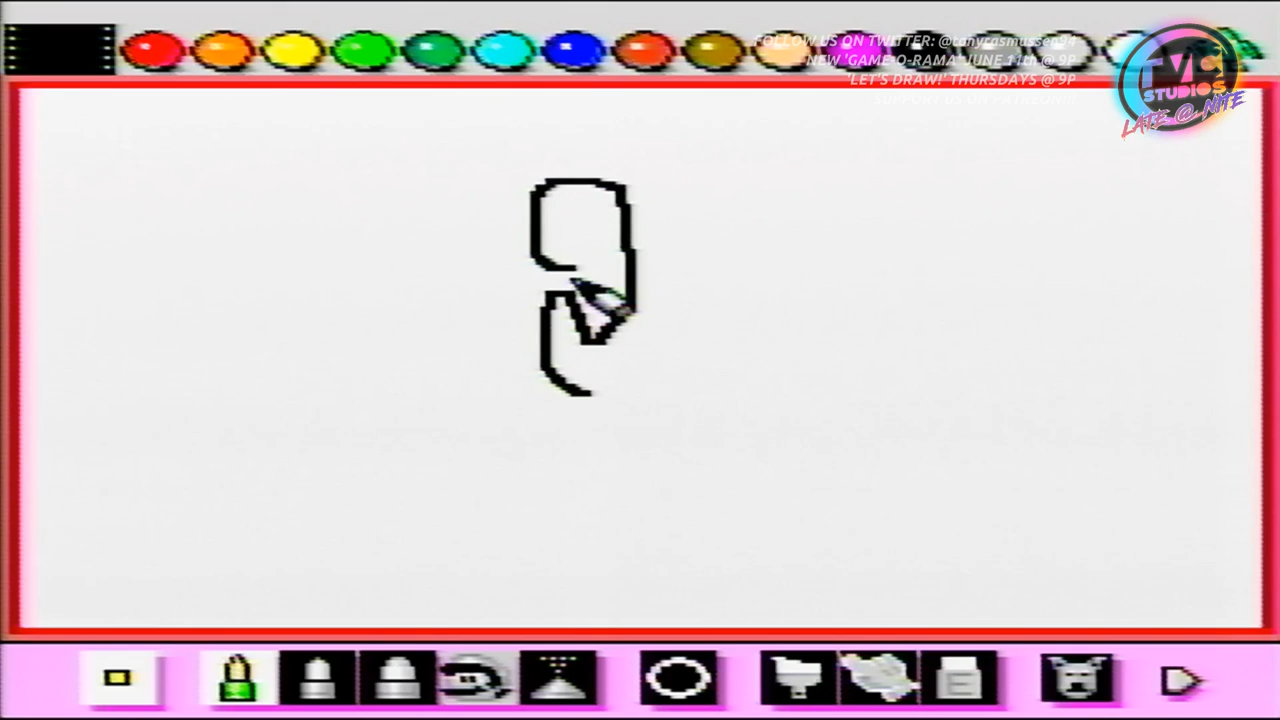 FOLLOW US ON TWITTER: @tonyrasmussen94
NEW 'GAME-O-RAMA' JUNE 11th @ 9P
'LET'S DRAW!' THURSDAYS @ 9P
SUPPORT US ON PATREON!!!
TVC
STUDIOS
LATE @ NITE